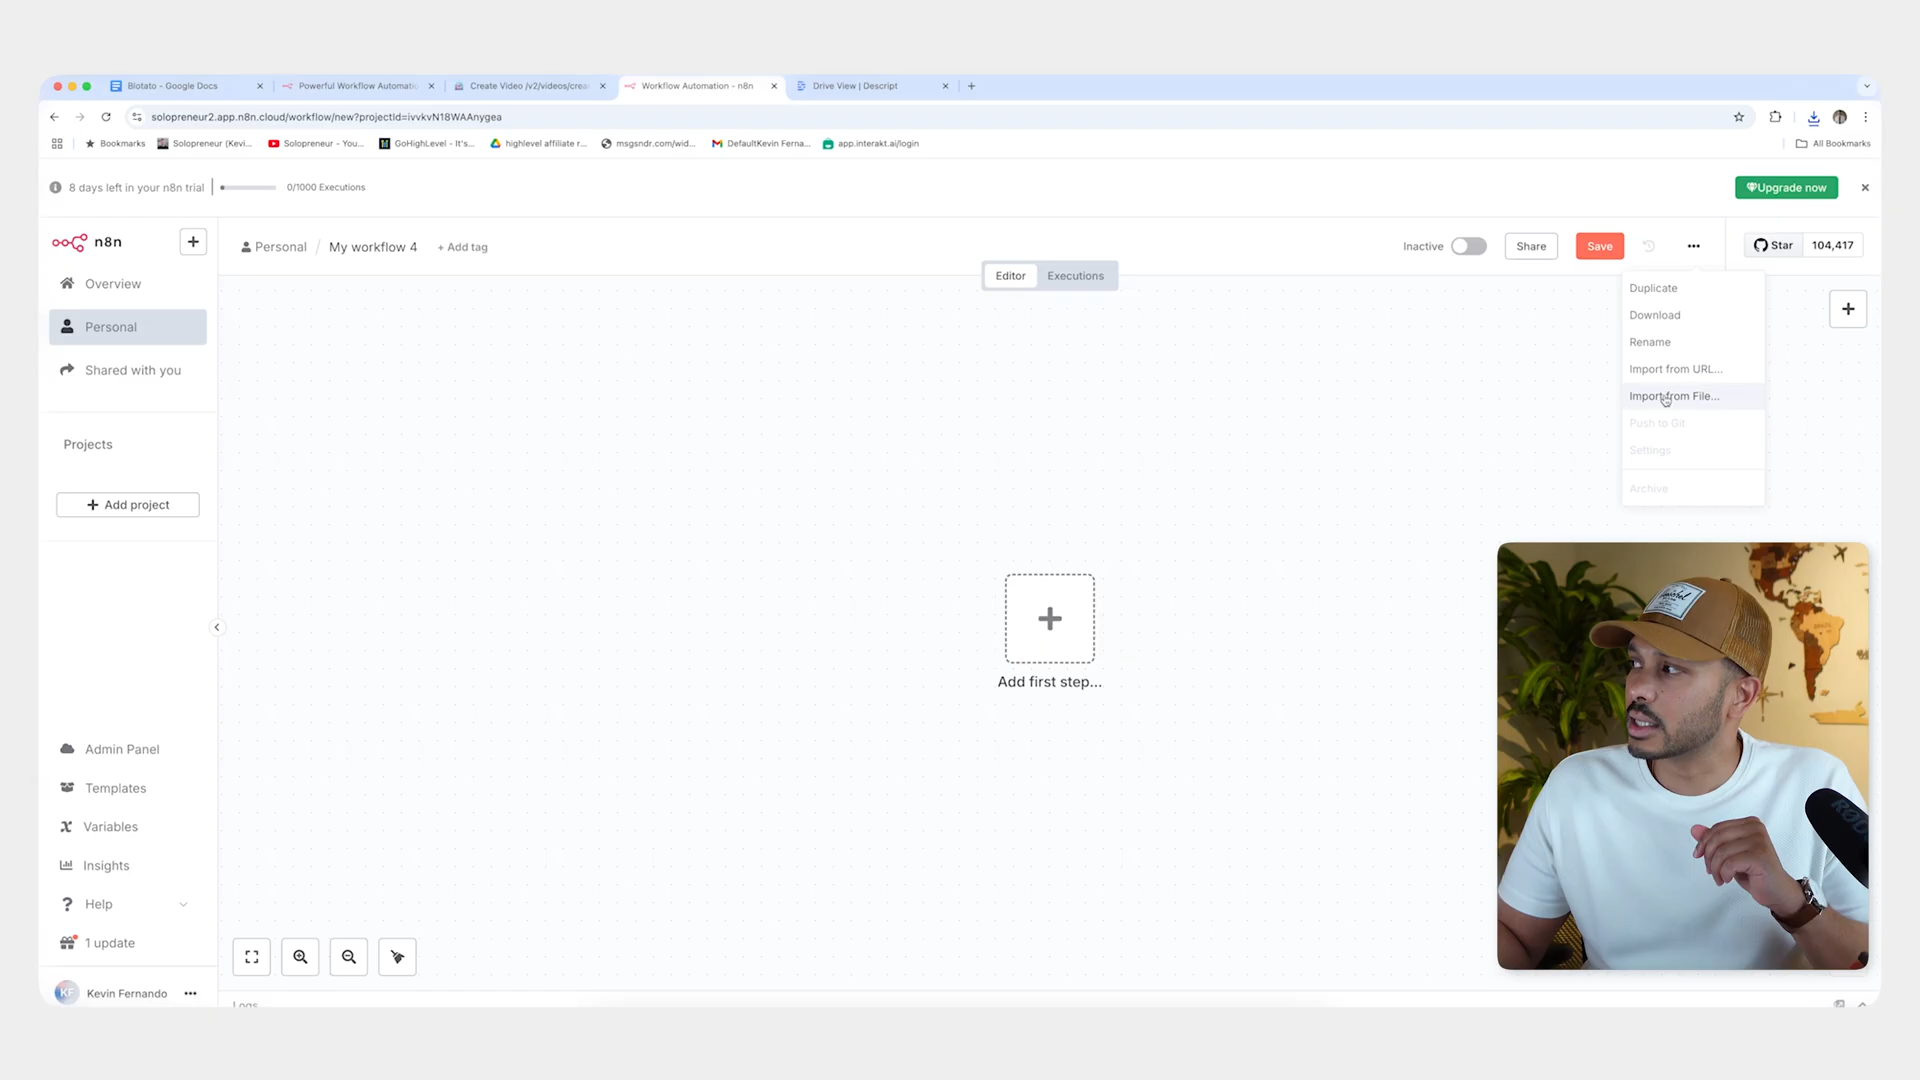 Blotato - Google Docs
Powerful Workflow Automatic
Create Video /v2/videos/crea
Workflow Automation - n8n
Drive View | Descript
solopreneur2.app.n8n.cloud/workflow/new?projectId=ivvkvN18WAAnygea
Bookmarks
Solopreneur (Kevi...
Solopreneur - You...
GoHighLevel - It's...
highlevel affiliate r...
msgsndr.com/wid...
DefaultKevin Ferna...
app.interakt.ai/login
All Bookmarks
8 days left in your n8n trial
0/1000 Executions
Upgrade now
n8n
Personal / My workflow 4
+ Add tag
Inactive
Share
Save
Star
104,417
Editor
Executions
Overview
Personal
Shared with you
Projects
Add project
Duplicate
Download
Rename
Import from URL...
Import from File...
Push to Git
Settings
Archive
Add first step...
Admin Panel
Templates
Variables
Insights
Help
1 update
KF
Kevin Fernando
Logs
BRASIL